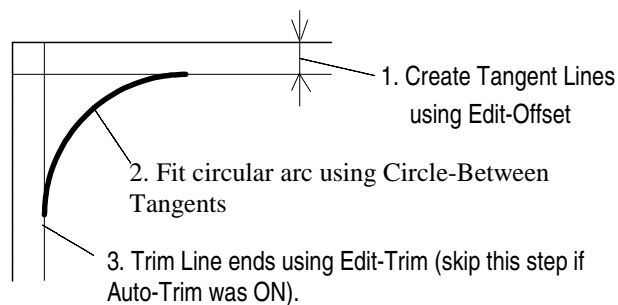 1. Create Tangent Lines
using Edit-Offset
2. Fit circular arc using Circle-Between
Tangents
3. Trim Line ends using Edit-Trim (skip this step if
Auto-Trim was ON).